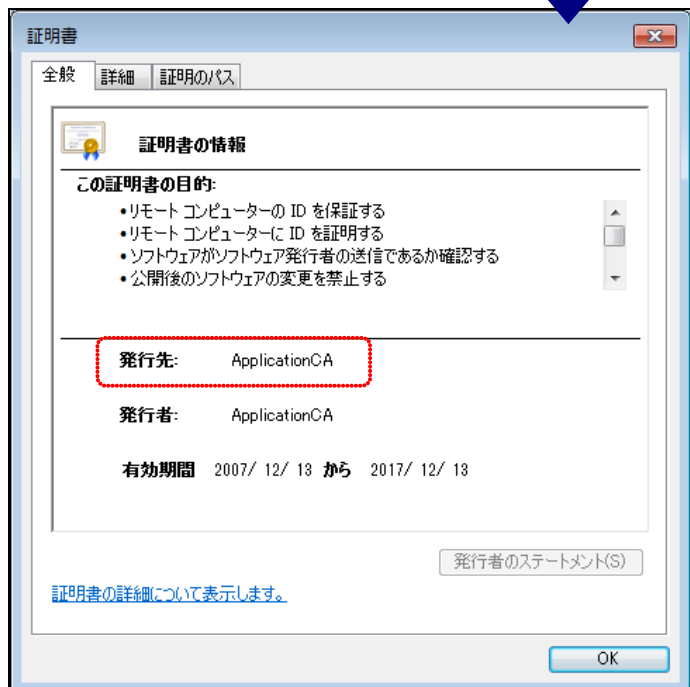 証明書
全般 詳細 証明のパス
証明書の情報
この証明書の目的:
•リモート コンピューターの ID を保証する
•リモート コンピューターに ID を証明する
•ソフトウェアがソフトウェア発行者の送信であるか確認する
•公開後のソフトウェアの変更を禁止する
発行先: ApplicationCA
発行者: ApplicationCA
有効期間 2007/ 12/ 13 から 2017/ 12/ 13
発行者のステートメント(S)
証明書の詳細について表示します。
OK